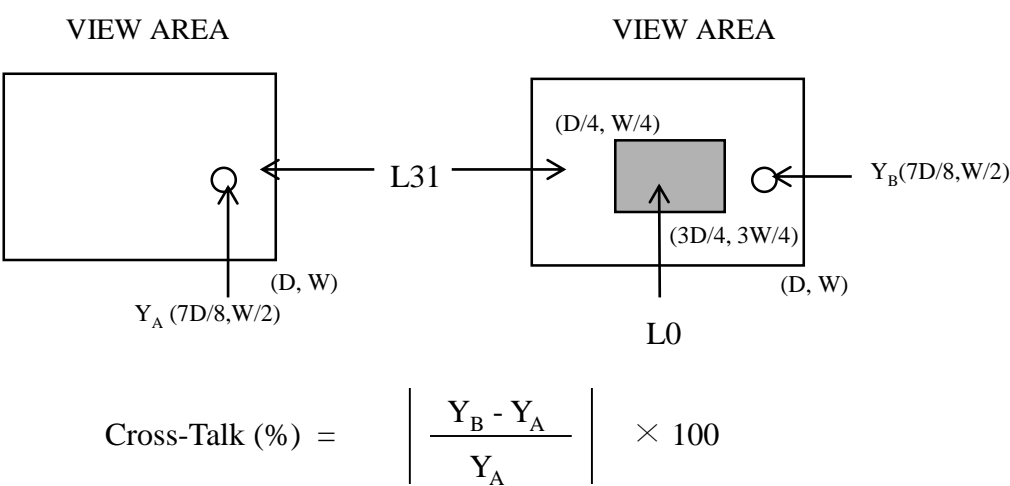 VIEW AREA
VIEW AREA
(D/4, W/4)
L31
Y_B(7D/8,W/2)
(3D/4, 3W/4)
(D, W)
(D, W)
Y_A (7D/8,W/2)
L0
Cross-Talk (%) = | (Y_B - Y_A) / Y_A | × 100